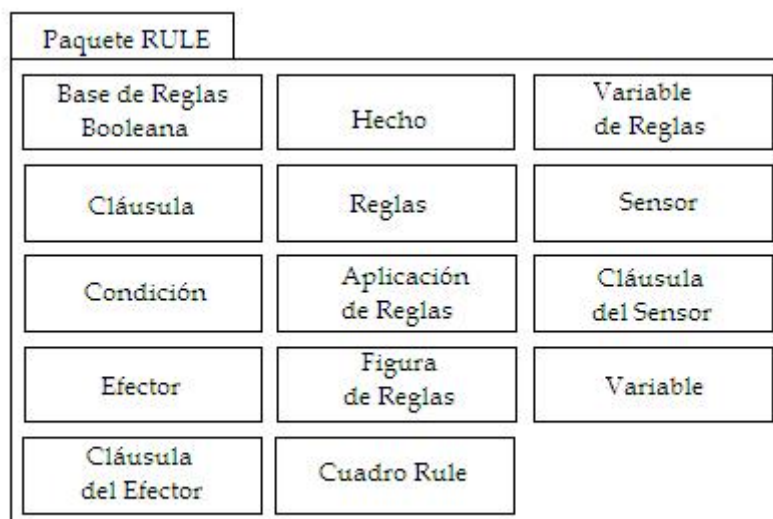 Paquete RULE
Base de Reglas
Booleana
Hecho
Variable
de Reglas
Cláusula
Reglas
Sensor
Condición
Aplicación
de Reglas
Cláusula
del Sensor
Efector
Figura
de Reglas
Variable
Cláusula
del Efector
Cuadro Rule